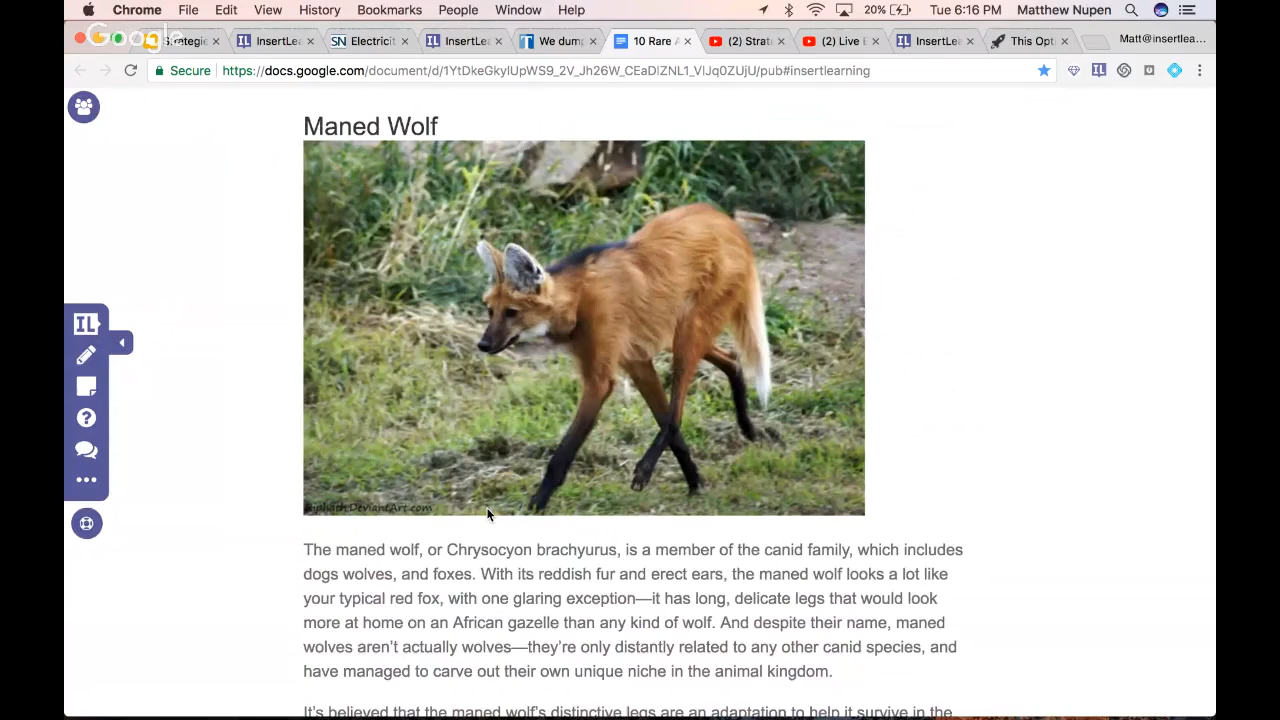 Chrome File Edit View History Bookmarks People Window Help 20% Tue 6:16 PM Matthew Nupen
Google
Strategie InsertLea SN Electricit InsertLe We dump 10 Rare A (2) Strat (2) Live InsertLe This Opt Matt@insertlea...
Secure https://docs.google.com/document/d/1YtDkeGkyIUpWS9_2V_Jh26W_CEaDlZNL1_VlJq0ZUjU/pub#insertlearning
Maned Wolf
IL
DeviantArt.com
The maned wolf, or Chrysocyon brachyurus, is a member of the canid family, which includes
dogs wolves, and foxes. With its reddish fur and erect ears, the maned wolf looks a lot like
your typical red fox, with one glaring exception—it has long, delicate legs that would look
more at home on an African gazelle than any kind of wolf. And despite their name, maned
wolves aren't actually wolves—they're only distantly related to any other canid species, and
have managed to carve out their own unique niche in the animal kingdom.
It's believed that the maned wolf's distinctive legs are an adaptation to help it survive in the